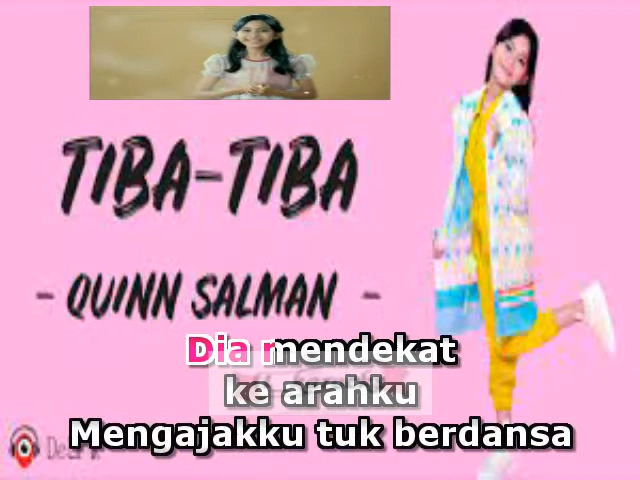 TIBA-TIBA
- QUINN SALMAN -
Dia mendekat
ke arahku
Mengajakku tuk berdansa